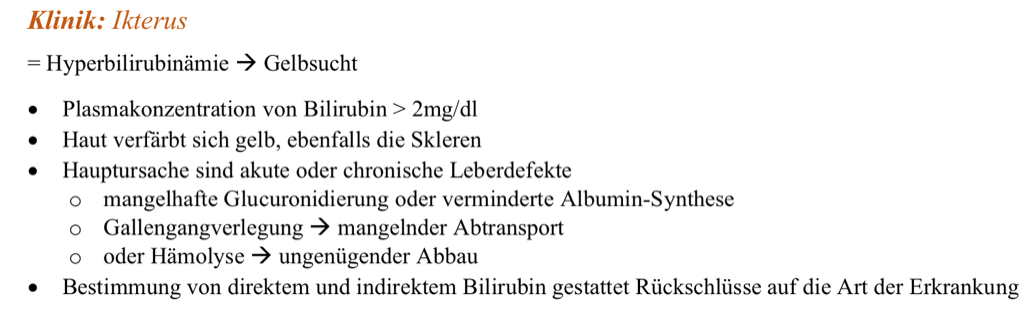 Klinik: Ikterus
= Hyperbilirubinämie → Gelbsucht
• Plasmakonzentration von Bilirubin > 2mg/dl
• Haut verfärbt sich gelb, ebenfalls die Skleren
• Hauptursache sind akute oder chronische Leberdefekte
o mangelhafte Glucuronidierung oder verminderte Albumin-Synthese
o Gallengangverlegung → mangelnder Abtransport
o oder Hämolyse → ungenügender Abbau
• Bestimmung von direktem und indirektem Bilirubin gestattet Rückschlüsse auf die Art der Erkrankung